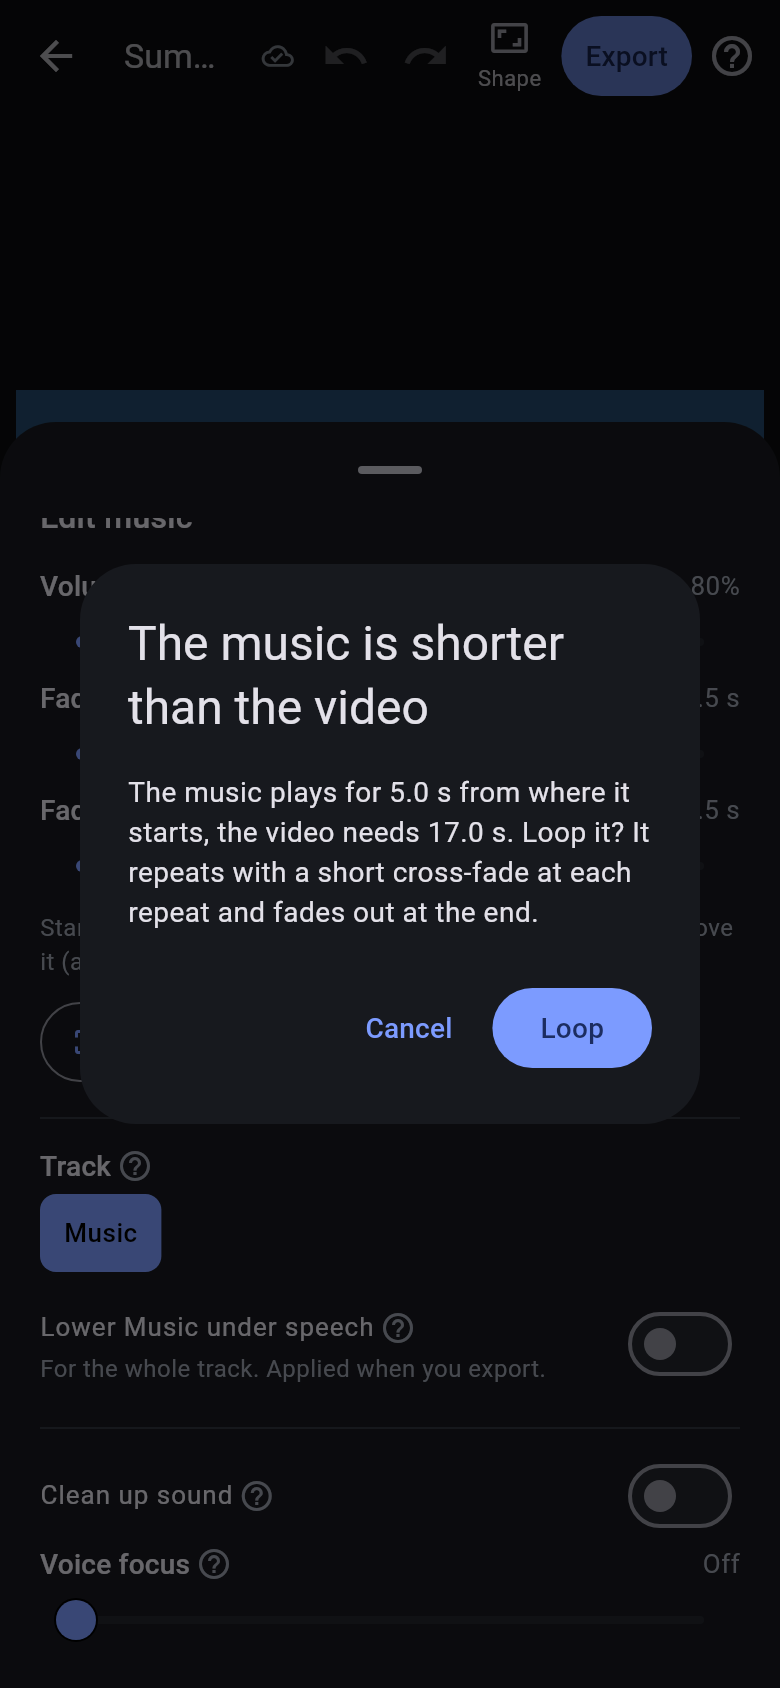 Sum...
Shape
Export
Edit music
80%
The music is shorter
than the video
The music plays for 5.0 s from where it
starts, the video needs 17.0 s. Loop it? It
repeats with a short cross-fade at each
repeat and fades out at the end.
it (a
Cancel
Loop
Track
Music
Lower Music under speech
For the whole track. Applied when you export.
Clean up sound
Voice focus
Off